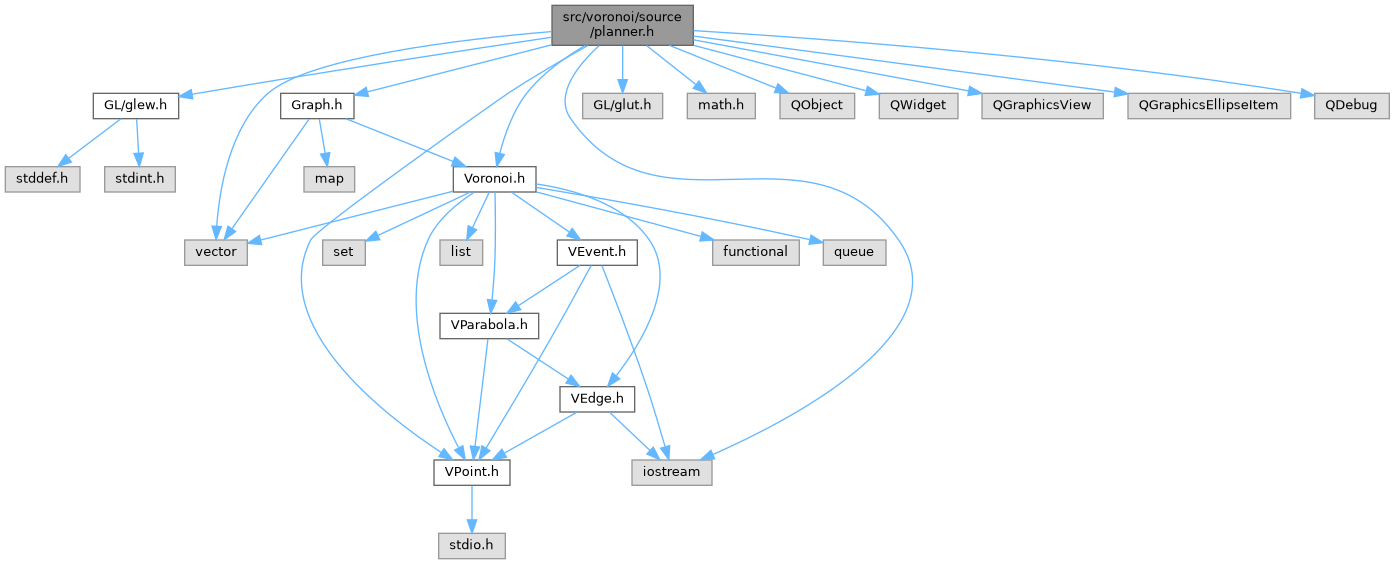 src/voronoi/source
/planner.h
GL/glew.h
Graph.h
GL/glut.h
math.h
QObject
QWidget
QGraphicsView
QGraphicsEllipseItem
QDebug
stddef.h
stdint.h
map
Voronoi.h
vector
set
list
VEvent.h
functional
queue
VParabola.h
VEdge.h
VPoint.h
iostream
stdio.h